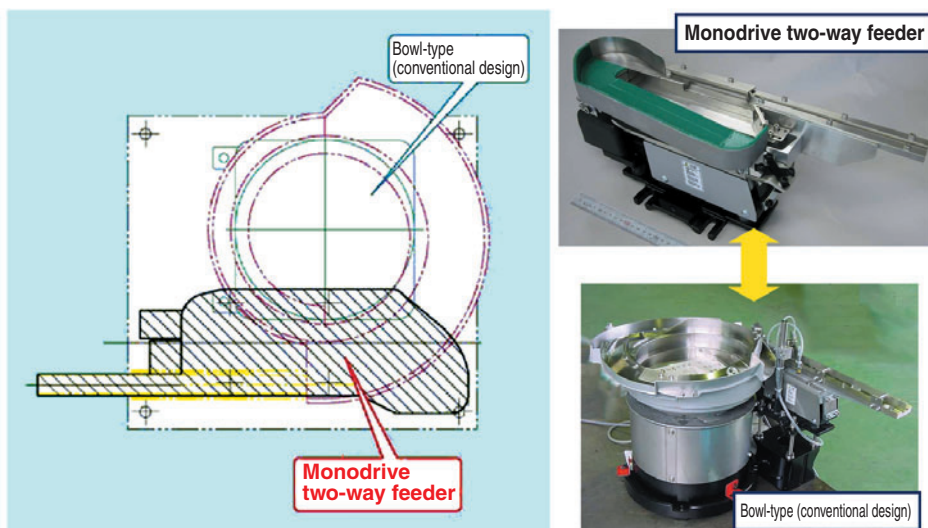 Bowl-type
(conventional design)
Monodrive
two-way feeder
Monodrive two-way feeder
Bowl-type (conventional design)